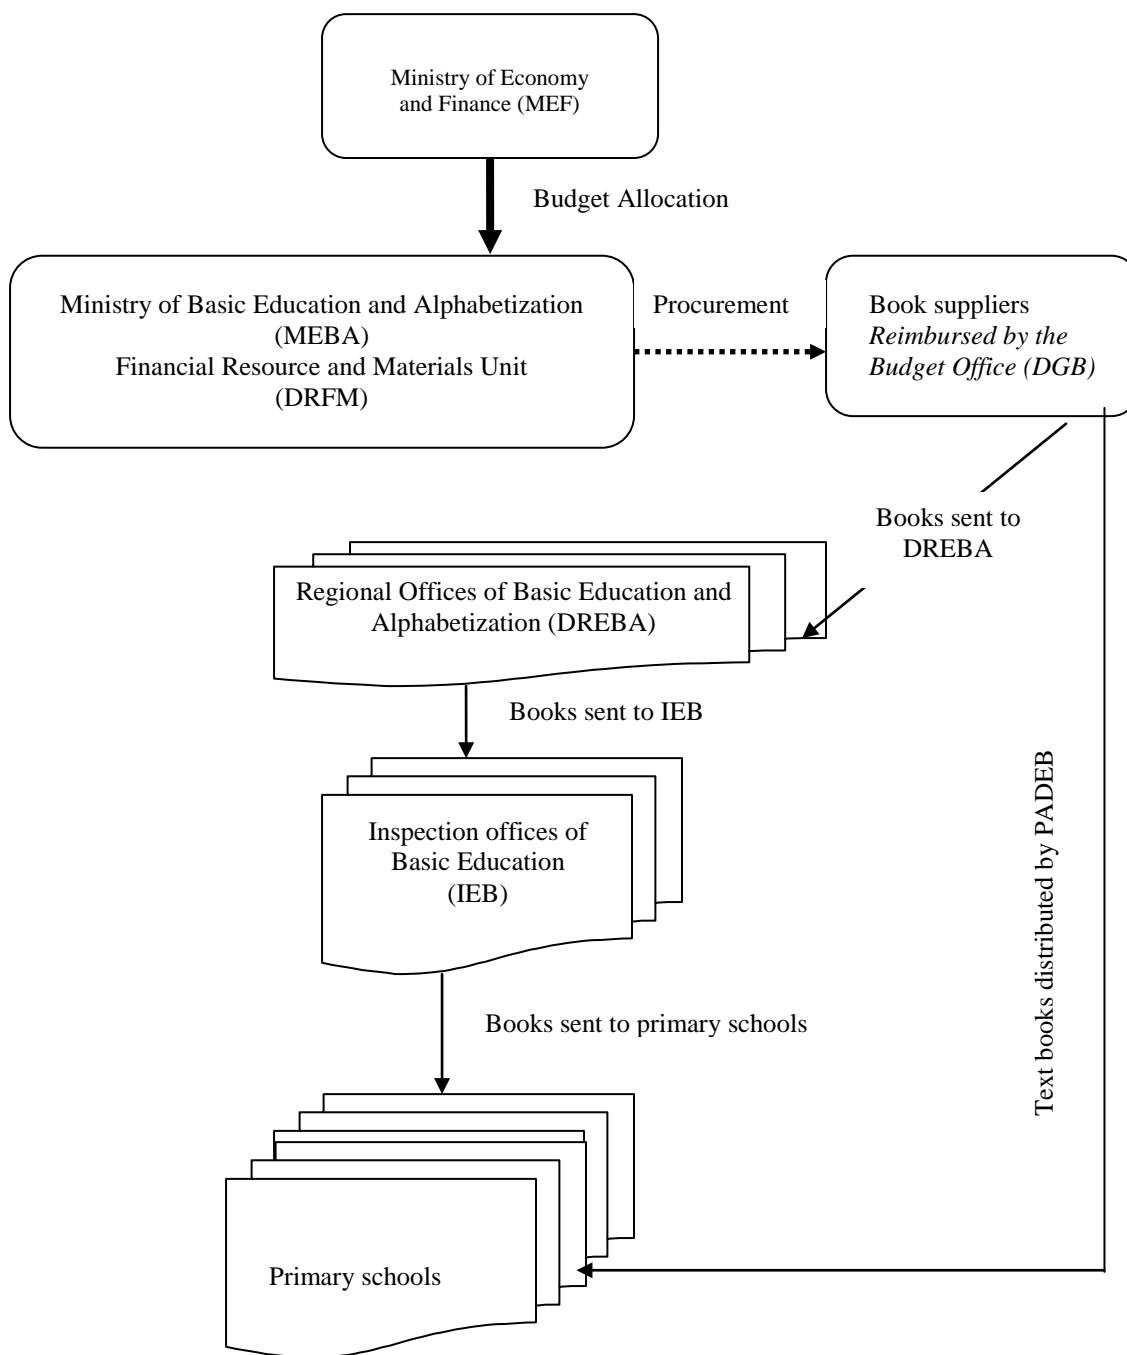 Ministry of Economy
and Finance (MEF)
Budget Allocation
Ministry of Basic Education and Alphabetization
(MEBA)
Financial Resource and Materials Unit
(DRFM)
Procurement
Book suppliers
Reimbursed by the
Budget Office (DGB)
Books sent to
DREBA
Regional Offices of Basic Education and
Alphabetization (DREBA)
Books sent to IEB
Inspection offices of
Basic Education
(IEB)
Text books distributed by PADEB
Books sent to primary schools
Primary schools